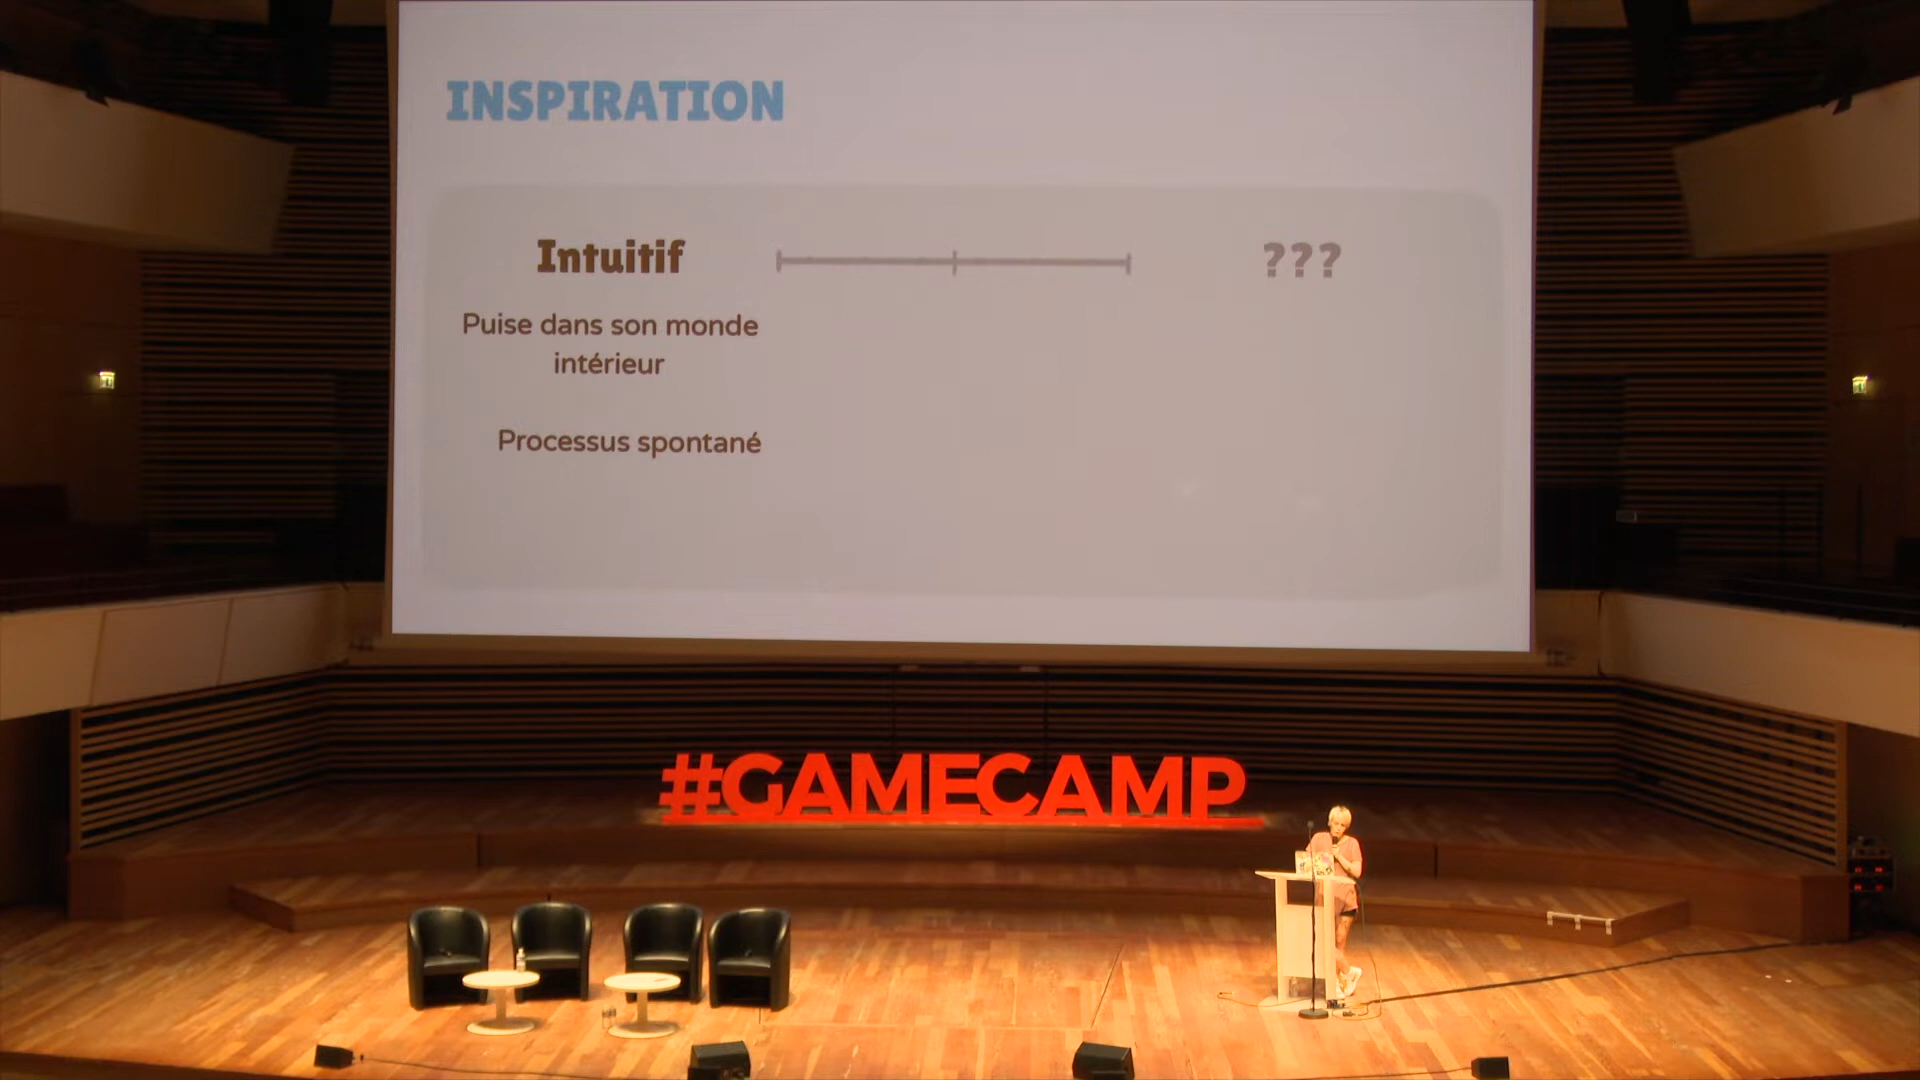 INSPIRATION
Intuitif
???
Puise dans son monde
intérieur
Processus spontané
#GAMECAMP